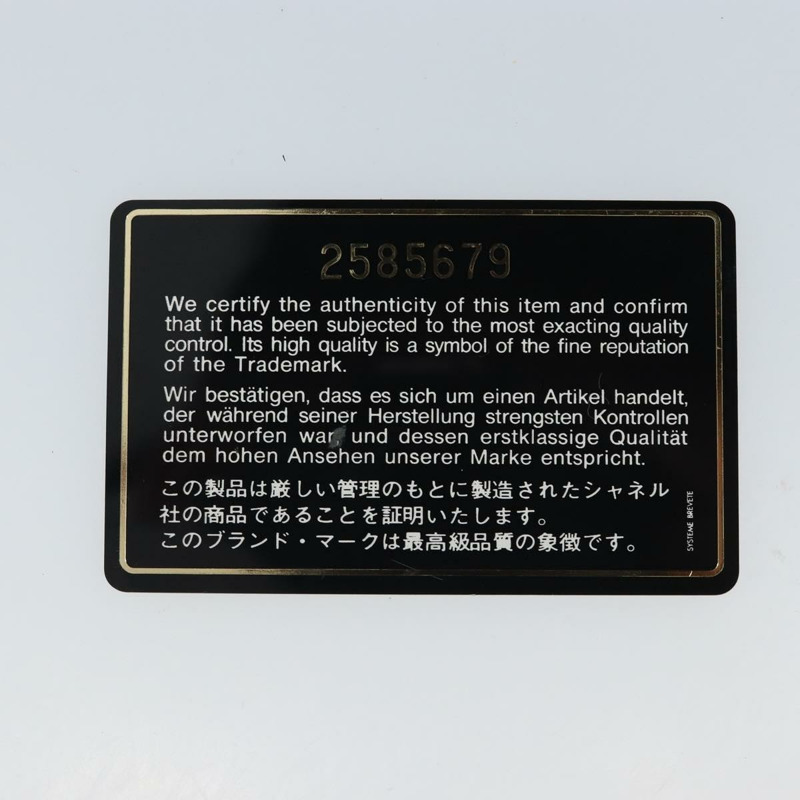 2585679
We certify the authenticity of this item and confirm
that it has been subjected to the most exacting quality
control. Its high quality is a symbol of the fine reputation
of the Trademark.
Wir bestätigen, dass es sich um einen Artikel handelt,
der während seiner Herstellung strengsten Kontrollen
unterworfen war, und dessen erstklassige Qualität
dem hohen Ansehen unserer Marke entspricht.
この製品は厳しい管理のもとに製造されたシャネル
社の商品であることを証明いたします。
このブランド・マークは最高級品質の象徴です。
SYSTEME BREVETE